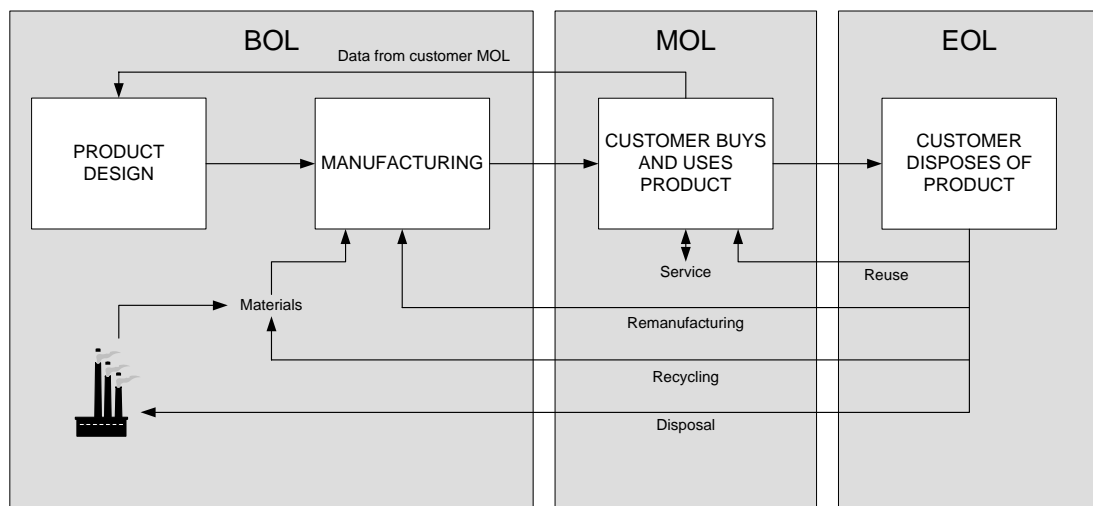 BOL
MOL
EOL
Data from customer MOL
PRODUCT
DESIGN
MANUFACTURING
CUSTOMER BUYS
AND USES
PRODUCT
CUSTOMER
DISPOSES OF
PRODUCT
Service
Reuse
Materials
Remanufacturing
Recycling
Disposal